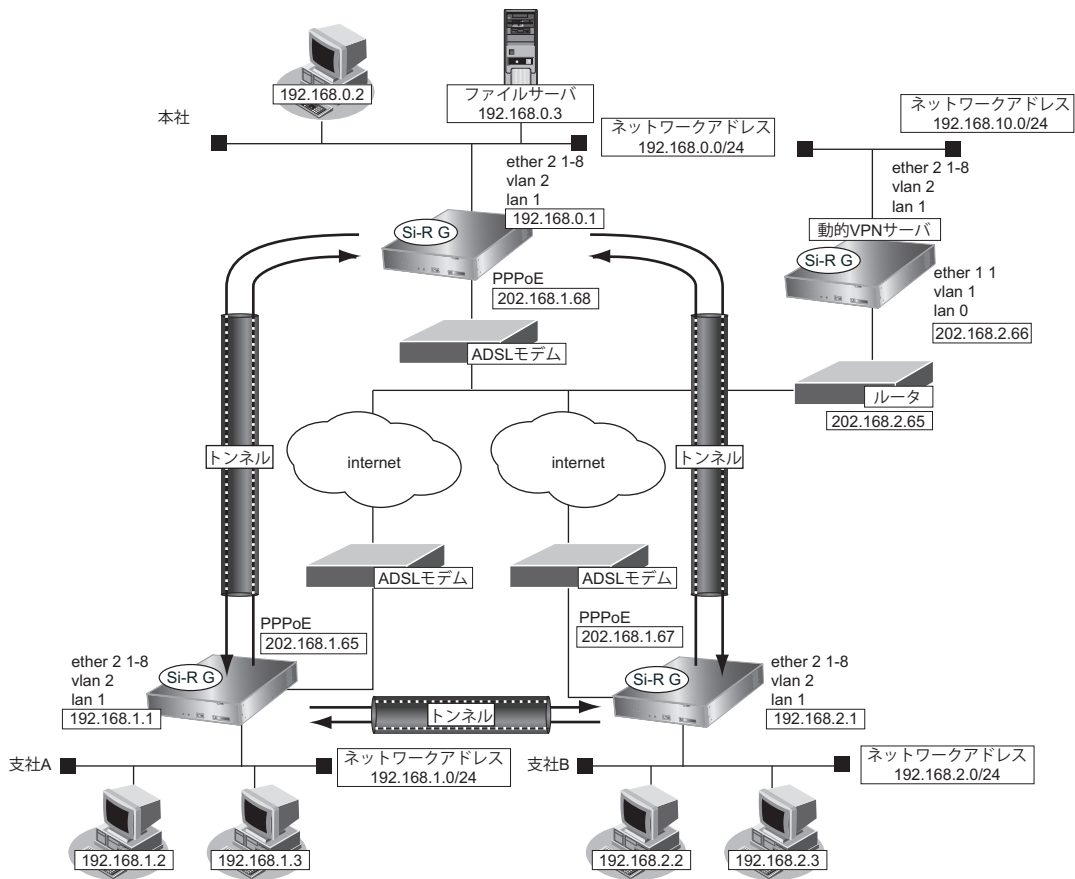 192.168.0.2
ファイルサーバ
192.168.0.3
本社
ネットワークアドレス
192.168.0.0/24
ネットワークアドレス
192.168.10.0/24
ether 2 1-8
vlan 2
lan 1
192.168.0.1
Si-R G
ether 2 1-8
vlan 2
lan 1
動的VPNサーバ
Si-R G
ether 1 1
vlan 1
lan 0
202.168.2.66
PPPoE
202.168.1.68
ADSLモデム
ルータ
202.168.2.65
トンネル
internet
internet
トンネル
ADSLモデム
ADSLモデム
PPPoE
202.168.1.65
PPPoE
202.168.1.67
ether 2 1-8
vlan 2
lan 1
192.168.1.1
Si-R G
トンネル
Si-R G
ether 2 1-8
vlan 2
lan 1
192.168.2.1
支社A
ネットワークアドレス
192.168.1.0/24
支社B
ネットワークアドレス
192.168.2.0/24
192.168.1.2
192.168.1.3
192.168.2.2
192.168.2.3